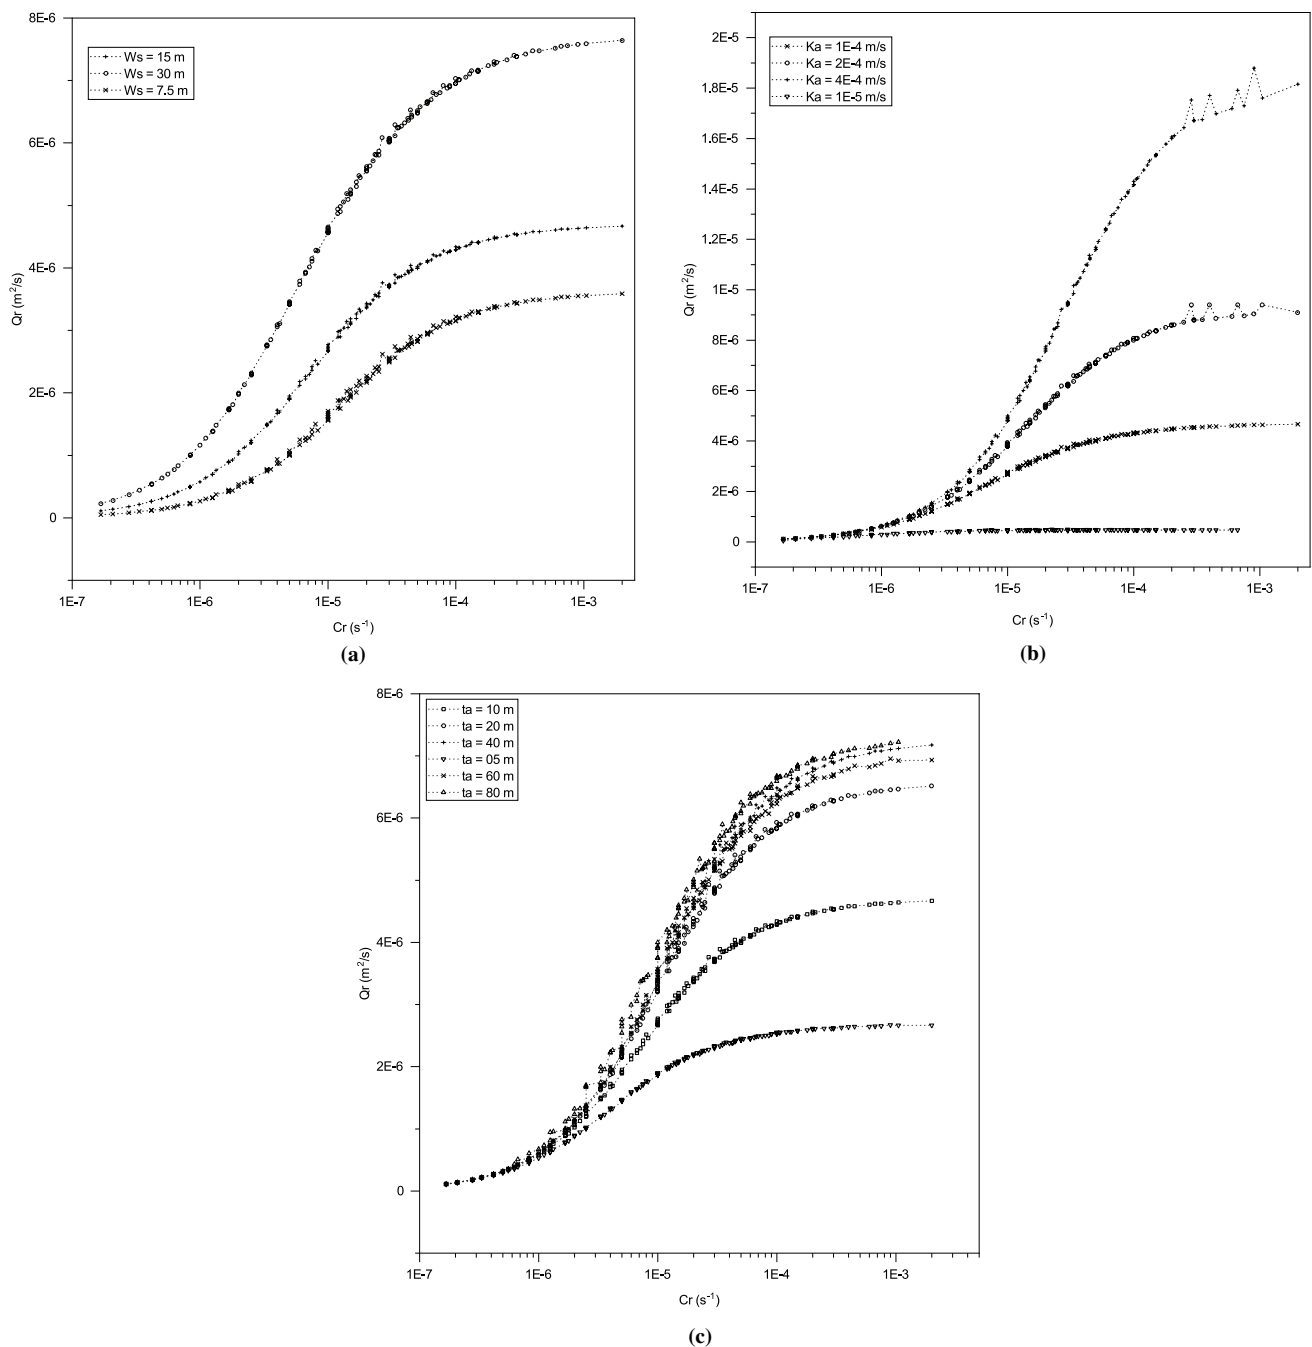 8E-6
6E-6
4E-6
2E-6
0
Qr (m²/s)
Ws = 15 m
Ws = 30 m
Ws = 7.5 m
1E-7 1E-6 1E-5 1E-4 1E-3
Cr (s⁻¹)
(a)
2E-5
1.8E-5
1.6E-5
1.4E-5
1.2E-5
1E-5
8E-6
6E-6
4E-6
2E-6
0
Qr (m²/s)
Ka = 1E-4 m/s
Ka = 2E-4 m/s
Ka = 4E-4 m/s
Ka = 1E-5 m/s
1E-7 1E-6 1E-5 1E-4 1E-3
Cr (s⁻¹)
(b)
8E-6
6E-6
4E-6
2E-6
0
Qr (m²/s)
ta = 10 m
ta = 20 m
ta = 40 m
ta = 05 m
ta = 60 m
ta = 80 m
1E-7 1E-6 1E-5 1E-4 1E-3
Cr (s⁻¹)
(c)